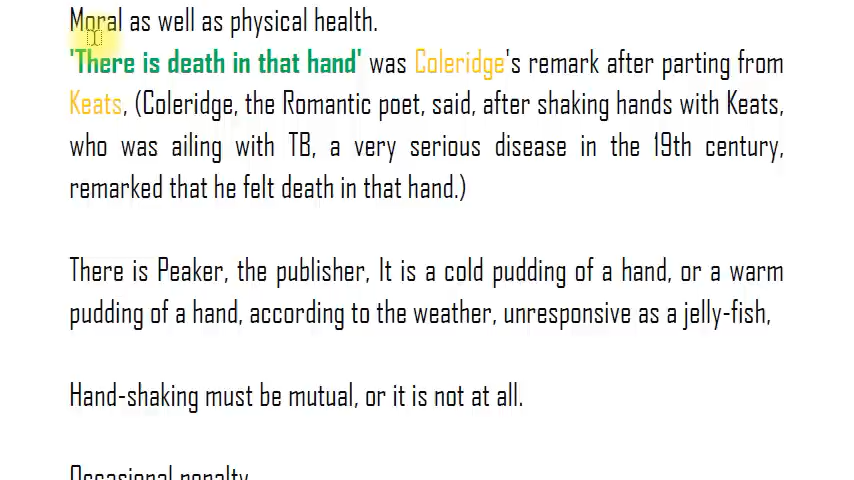 Moral as well as physical health.
'There is death in that hand' was Coleridge's remark after parting from
Keats, (Coleridge, the Romantic poet, said, after shaking hands with Keats,
who was ailing with TB, a very serious disease in the 19th century,
remarked that he felt death in that hand.)
There is Peaker, the publisher, It is a cold pudding of a hand, or a warm
pudding of a hand, according to the weather, unresponsive as a jelly-fish,
Hand-shaking must be mutual, or it is not at all.
Occasional penalty